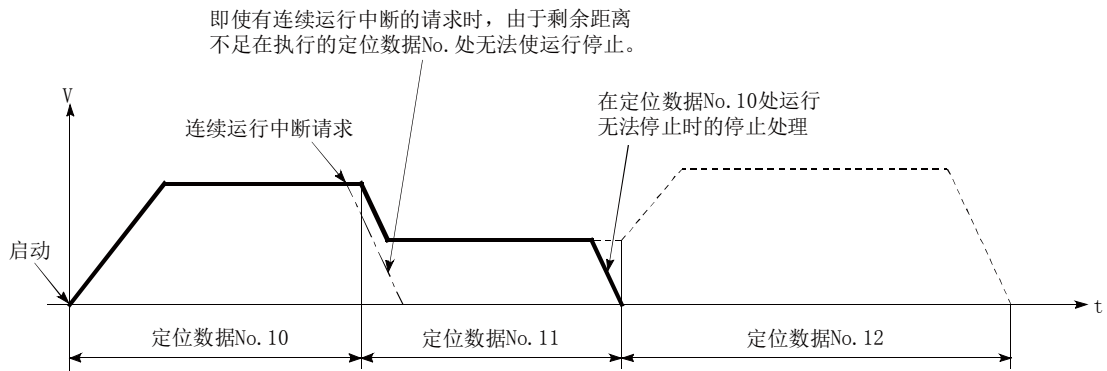 即使有连续运行中断的请求时，由于剩余距离
不足在执行的定位数据No.处无法使运行停止。
V
在定位数据No.10处运行
无法停止时的停止处理
连续运行中断请求
启动
t
定位数据No.10
定位数据No.11
定位数据No.12